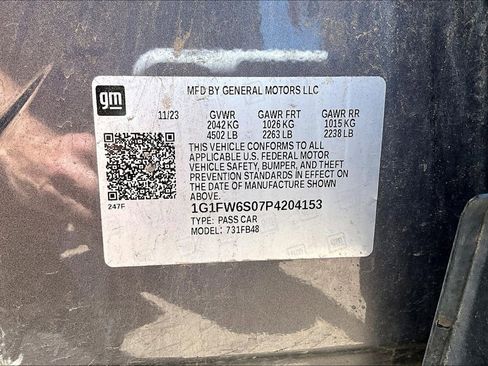 gm
MFD BY GENERAL MOTORS LLC
11/23 GVWR GAWR FRT GAWR RR
2042 KG 1026 KG 1015 KG
4502 LB 2263 LB 2238 LB
THIS VEHICLE CONFORMS TO ALL
APPLICABLE U.S. FEDERAL MOTOR
VEHICLE SAFETY, BUMPER, AND THEFT
PREVENTION STANDARDS IN EFFECT ON
THE DATE OF MANUFACTURE SHOWN
ABOVE.
247F
1G1FW6S07P4204153
TYPE: PASS CAR
MODEL: 731FB48